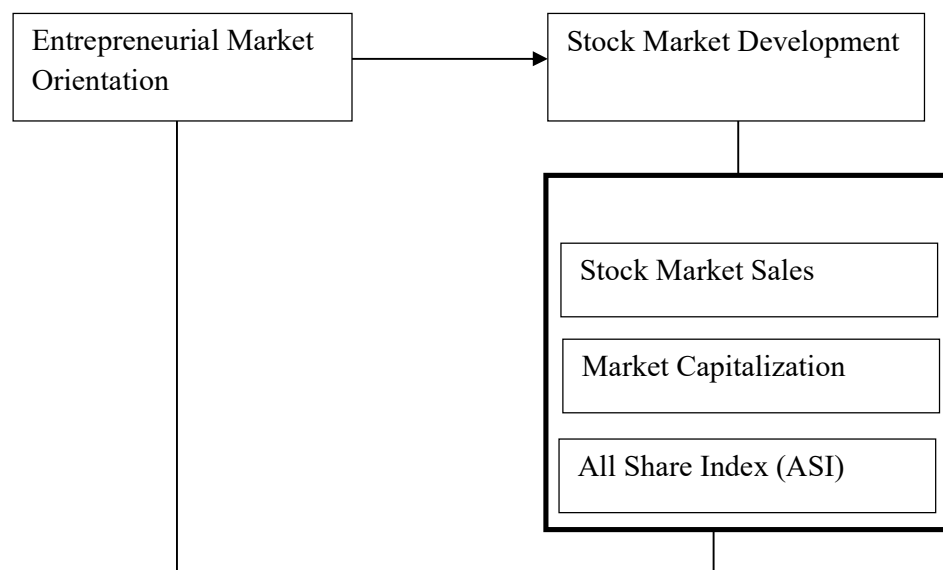 Entrepreneurial Market
Orientation
Stock Market Development
Stock Market Sales
Market Capitalization
All Share Index (ASI)